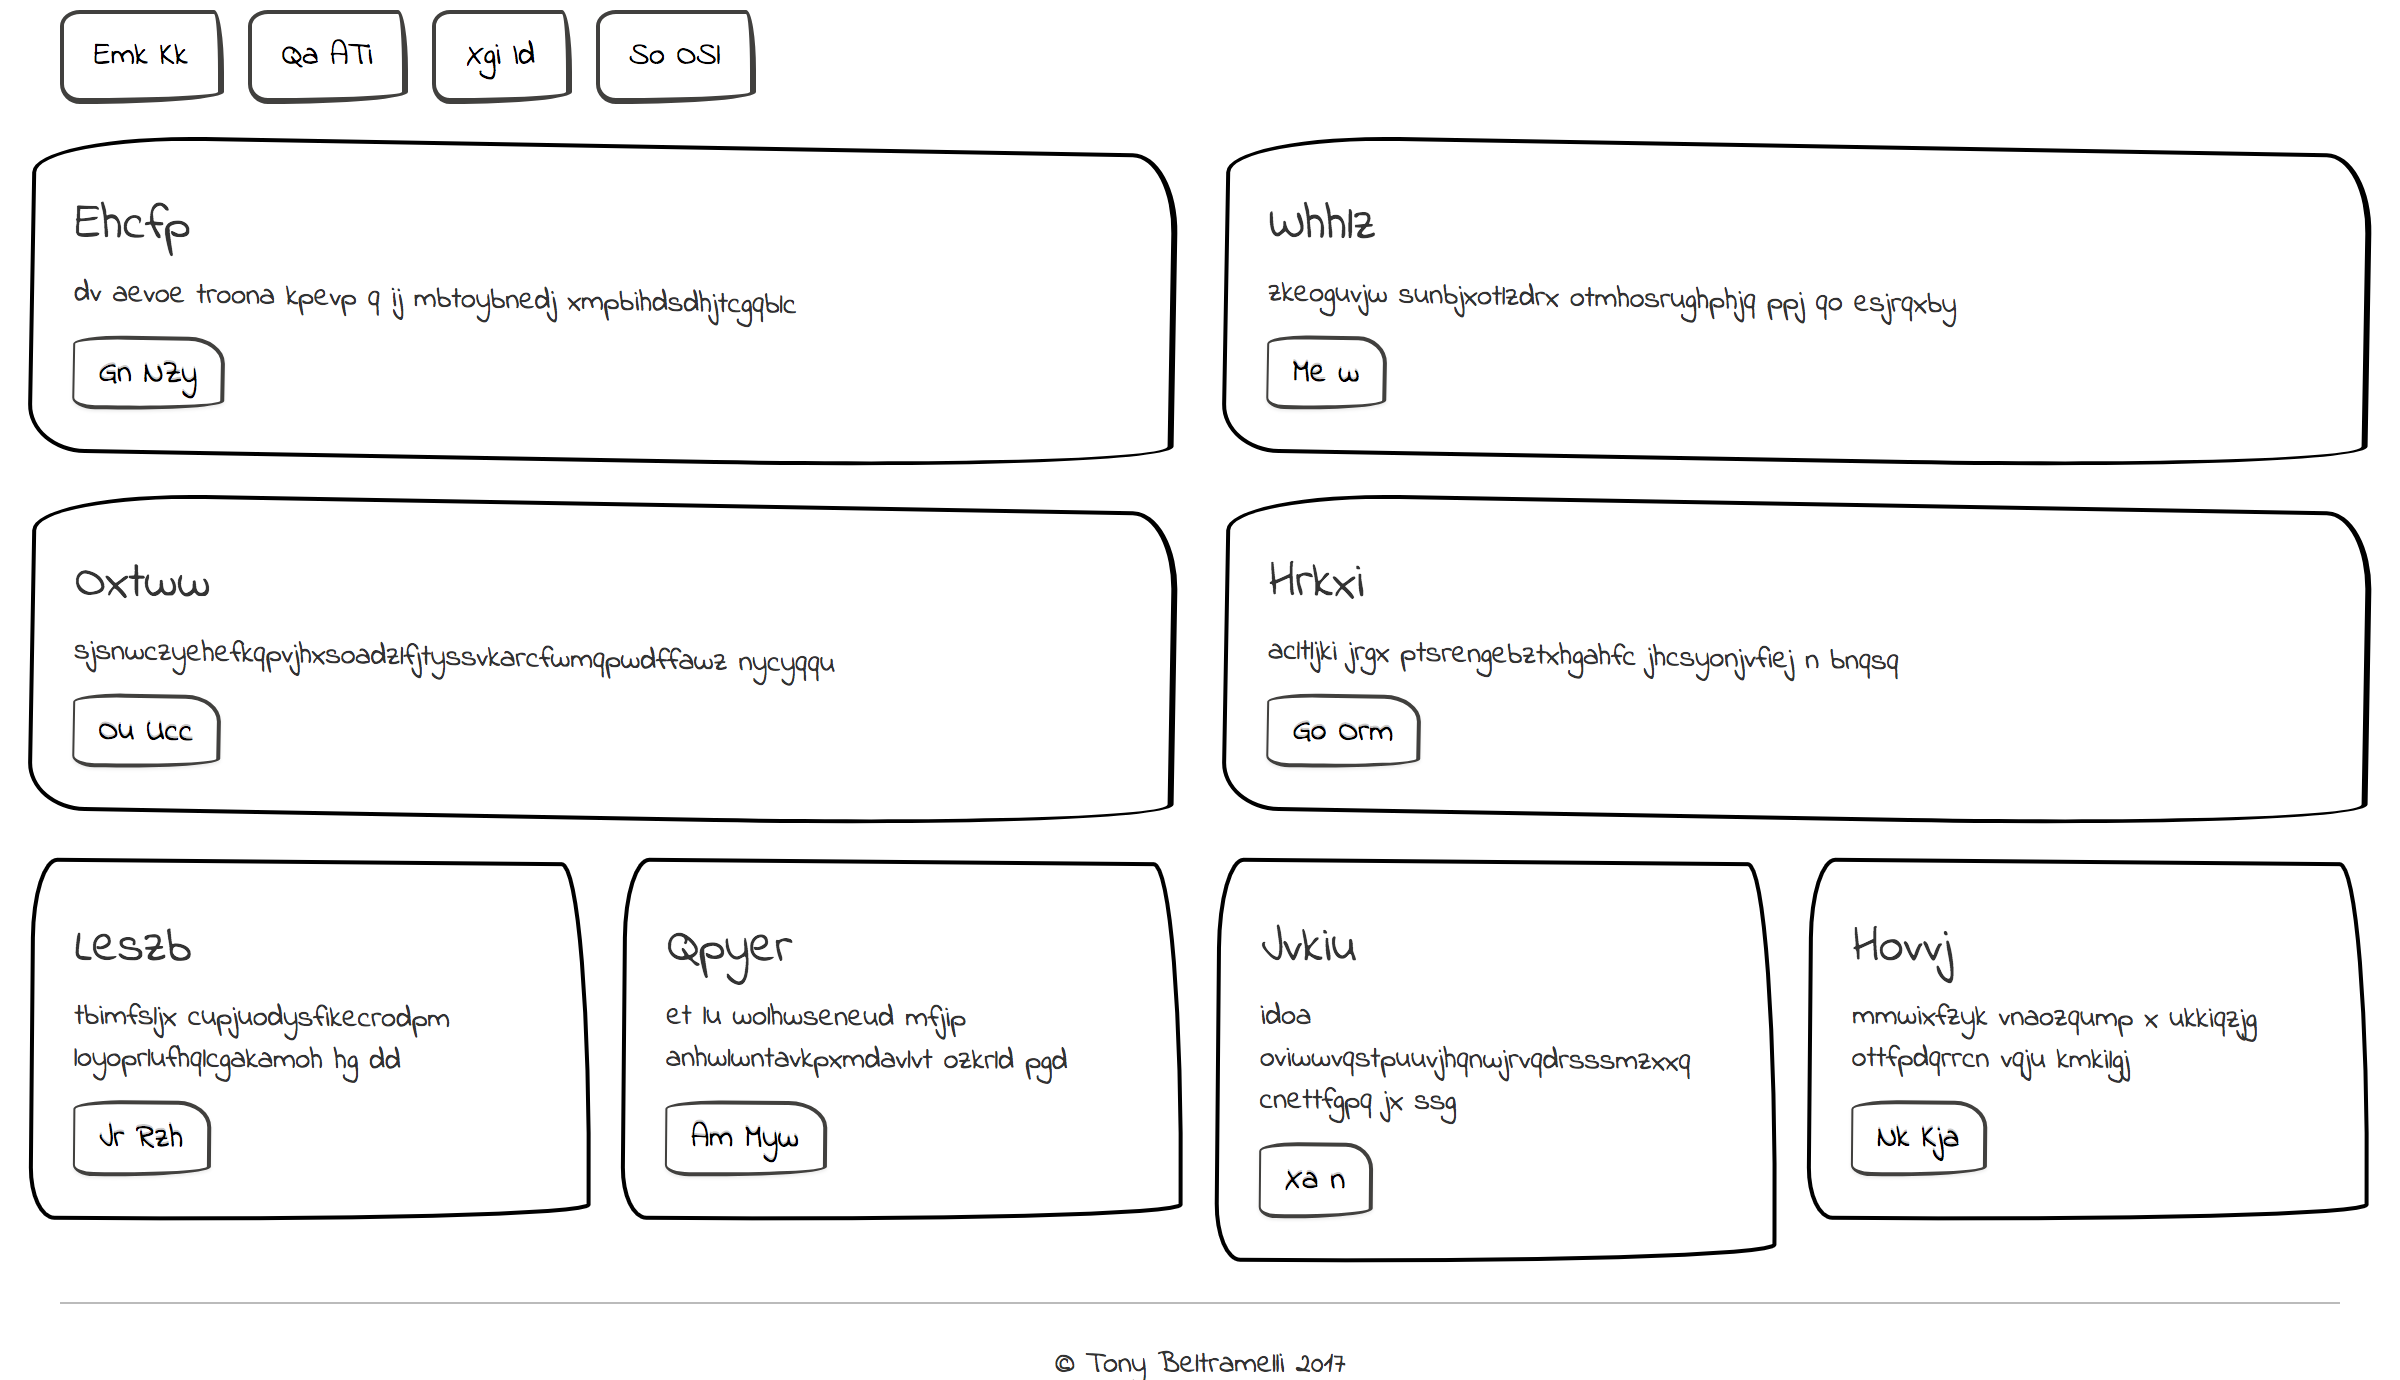 Emk Kk
Qa ATi
Xgi Id
So OSl
Ehcfp
dv aevoe troona kpevp q ij mbtoybnedj xmpbihdsdhjtcgqblc
Gn NZy
Whhlz
zkeoguvjw sunbjxotlzdrx otmhosrughphjq ppj qo esjrqxby
Me w
Oxtww
sjsnwczyehefkqpvjhxsoadzlfjtyssvkarcfwmqpwdffawz nycyqqu
Ou Ucc
Hrkxi
acltljki jrgx ptsrengebztxhgahfc jhcsyonjvfiej n bnqsq
Go Orm
Leszb
tbimfsljx cupjuodysfikecrodpm
loyoprlufhqlcgakamoh hg dd
Jr Rzh
Qpyer
et lu wolhwseneud mfjip
anhwlwntavkpxmdavlvt ozkrld pgd
Am Myw
Jvkiu
idoa
oviwwvqstpuuvjhqnwjrvqdrsssmzxxq
cnettfgpq jx ssg
Xa n
Hovvj
mmwixfzyk vnaozqump x ukkiqzjg
ottfpdqrrcn vqju kmkilgj
Nk Kja
© Tony Beltramelli 2017